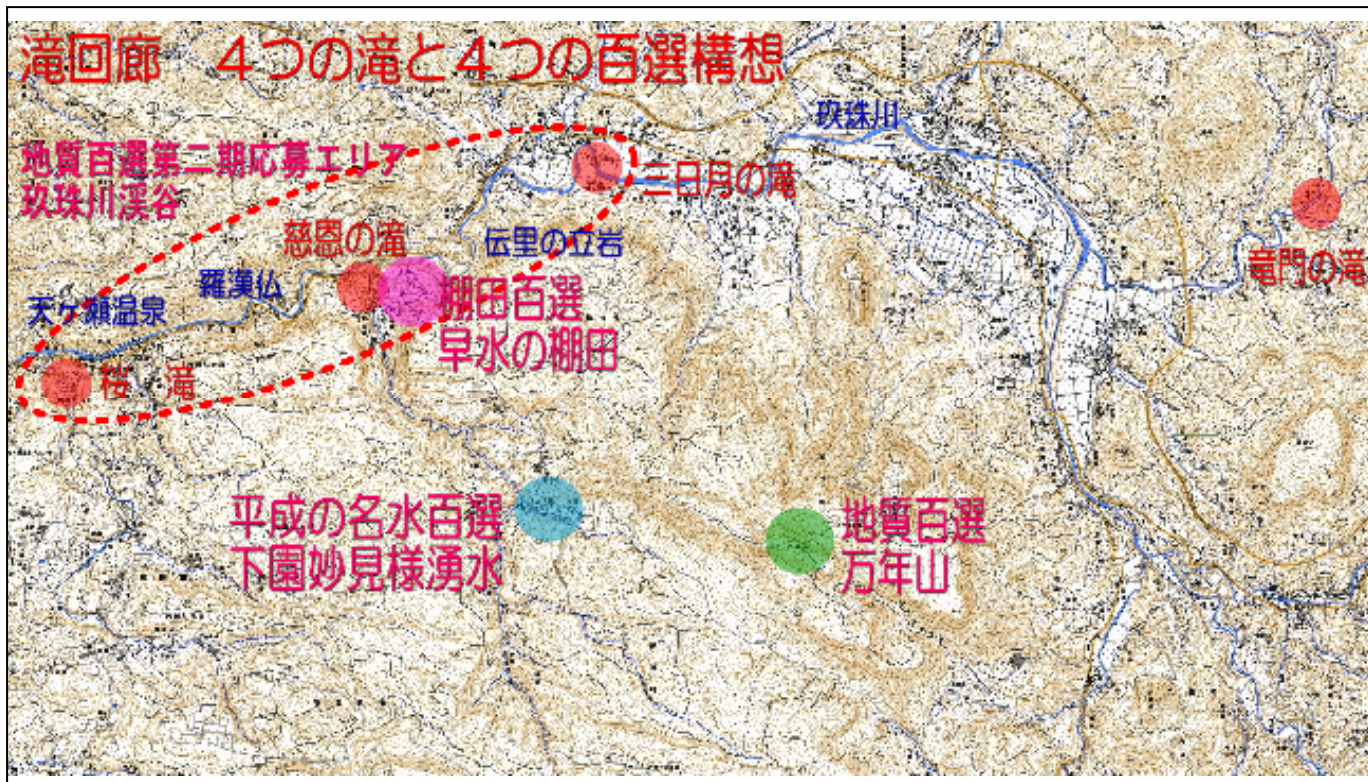 滝回廊　４つの滝と４つの百選構想
玖珠川
地質百選第二期応募エリア
玖珠川渓谷
三日月の滝
慈恩の滝
伝里の立岩
竜門の滝
羅漢仏
天ケ瀬温泉
棚田百選
早水の棚田
桜　滝
平成の名水百選
下園妙見様湧水
地質百選
万年山